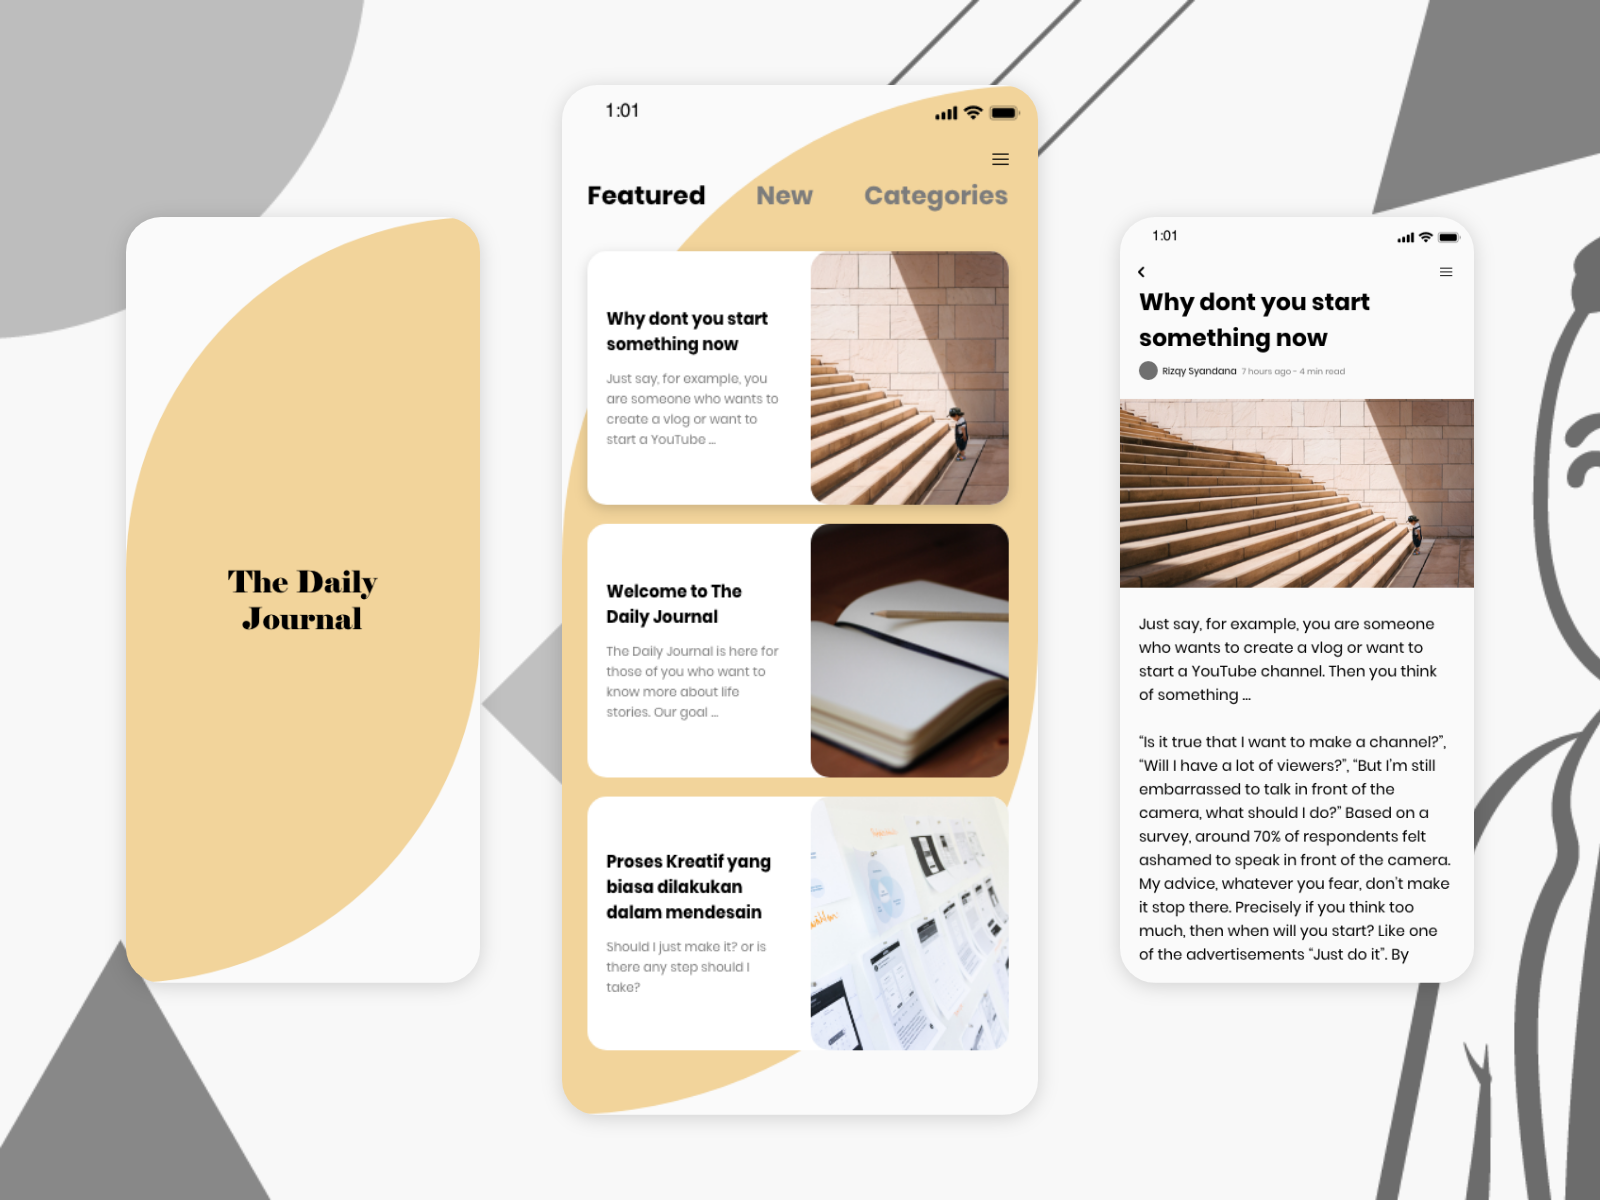 The Daily
Journal
1:01
Featured New Categories
Why dont you start
something now
Just say, for example, you
are someone who wants to
create a vlog or want to
start a YouTube ...
Welcome to The
Daily Journal
The Daily Journal is here for
those of you who want to
know more about life
stories. Our goal ...
Proses Kreatif yang
biasa dilakukan
dalam mendesain
Should I just make it? or is
there any step should I
take?
1:01
Why dont you start
something now
Rizqy Syandana 7 hours ago - 4 min read
Just say, for example, you are someone
who wants to create a vlog or want to
start a YouTube channel. Then you think
of something ...
“Is it true that I want to make a channel?”,
“Will I have a lot of viewers?”, “But I’m still
embarrassed to talk in front of the
camera, what should I do?” Based on a
survey, around 70% of respondents felt
ashamed to speak in front of the camera.
My advice, whatever you fear, don’t make
it stop there. Precisely if you think too
much, then when will you start? Like one
of the advertisements “Just do it”. By